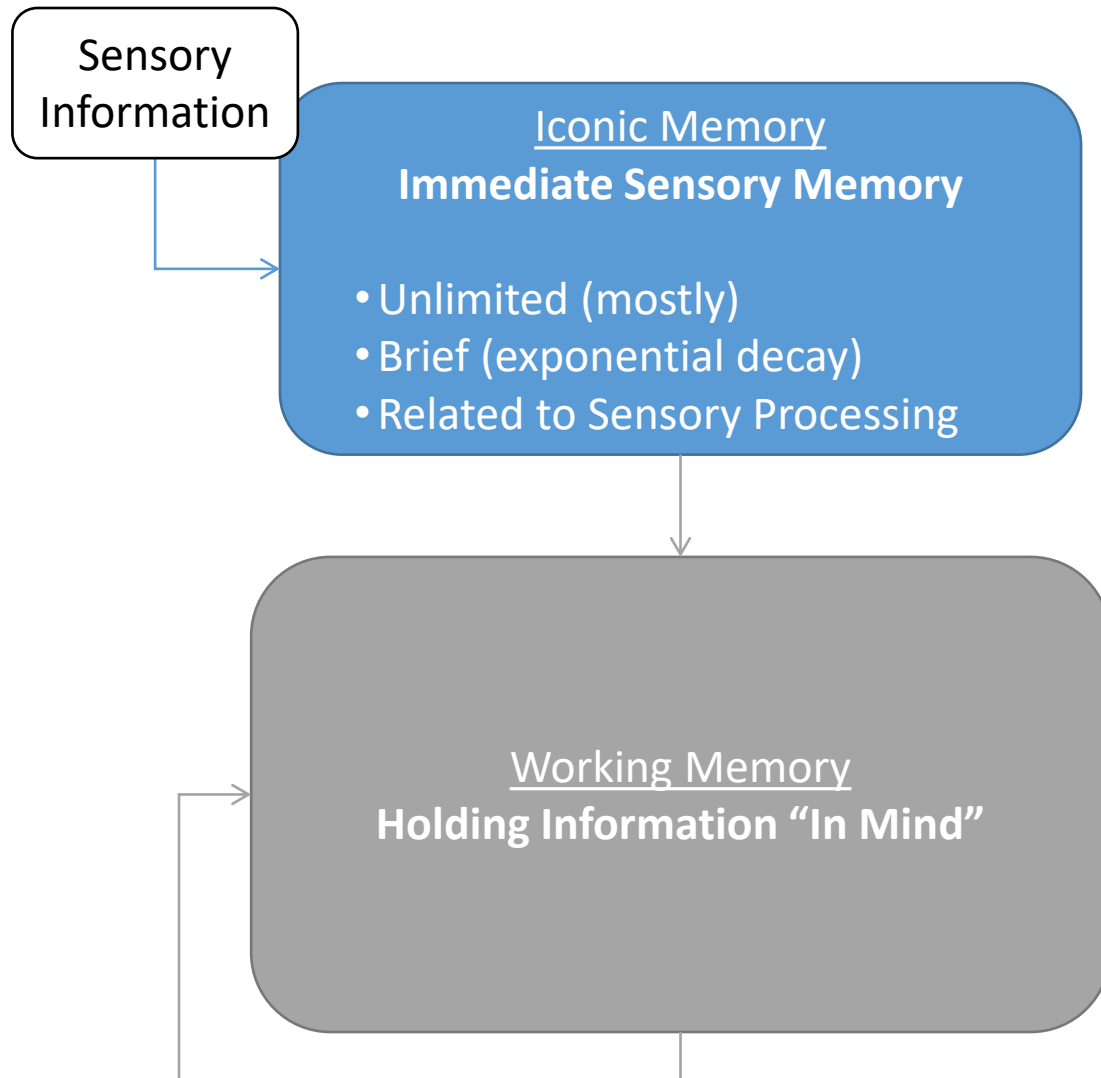 Sensory
Information
Iconic Memory
Immediate Sensory Memory
• Unlimited (mostly)
• Brief (exponential decay)
• Related to Sensory Processing
Working Memory
Holding Information “In Mind”